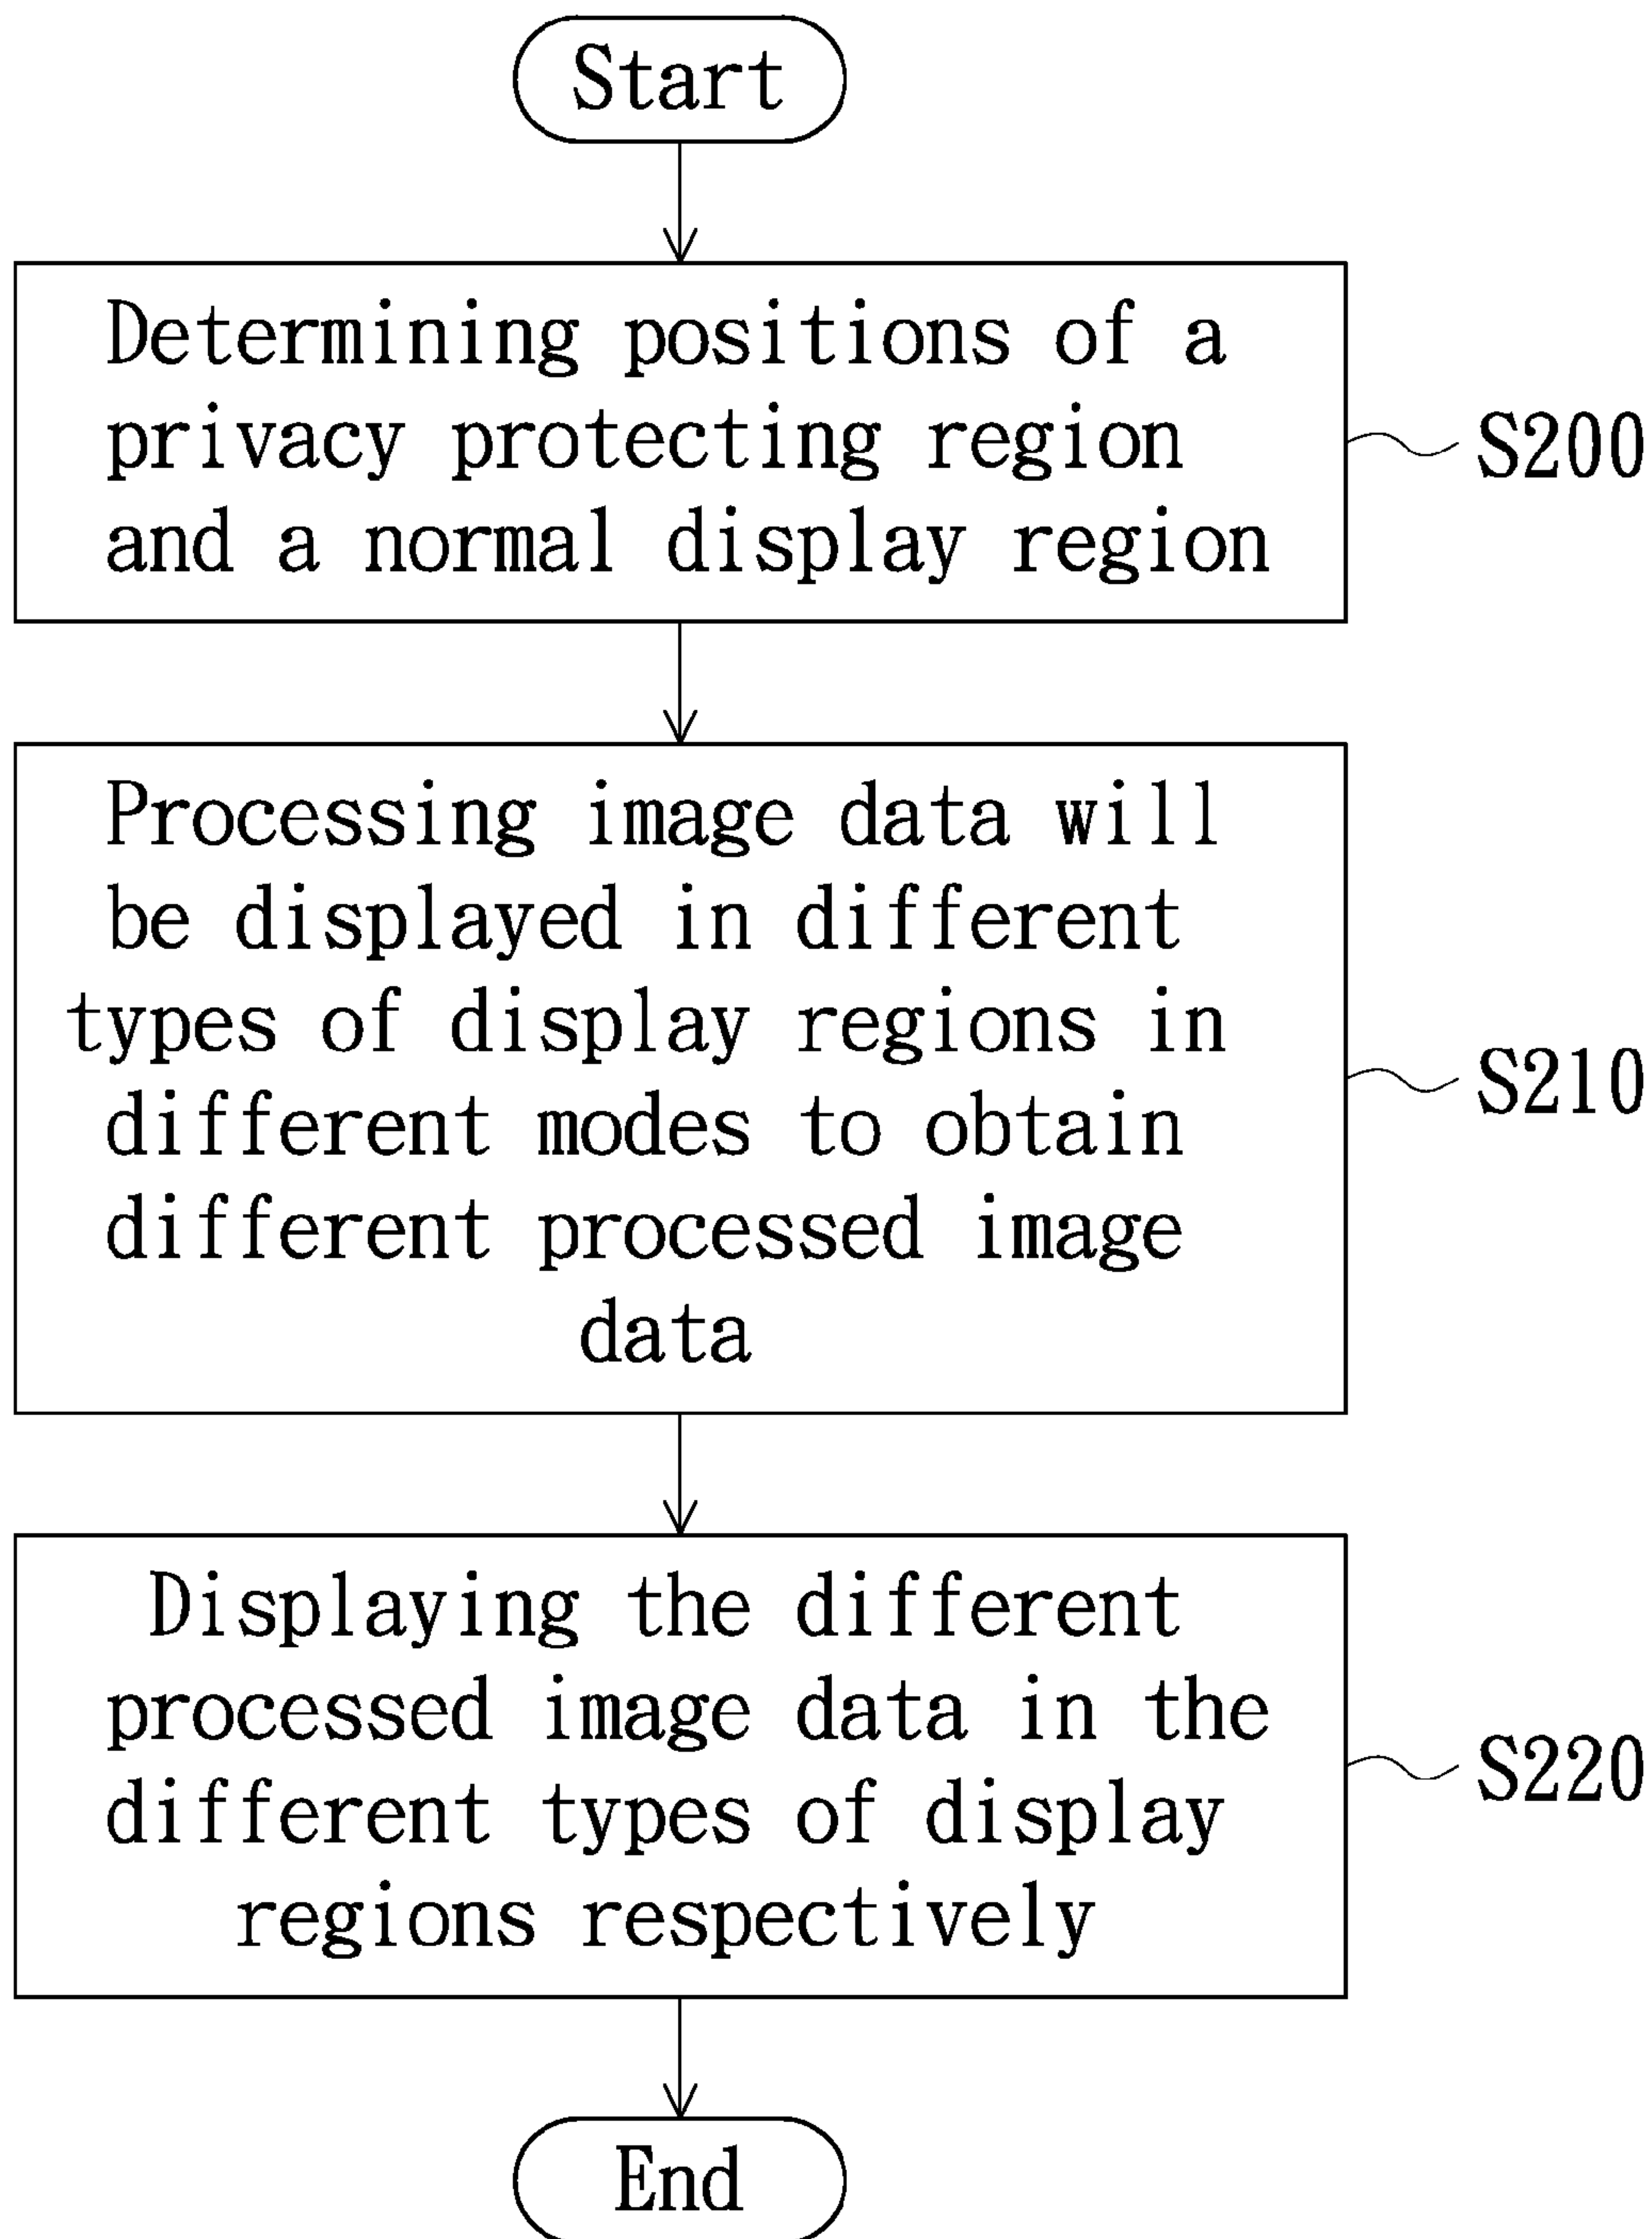 Start
Determining positions of a
privacy protecting region
and a normal display region
S200
Processing image data will
be displayed in different
types of display regions in
different modes to obtain
different processed image
data
S210
Displaying the different
processed image data in the
different types of display
regions respectively
S220
End